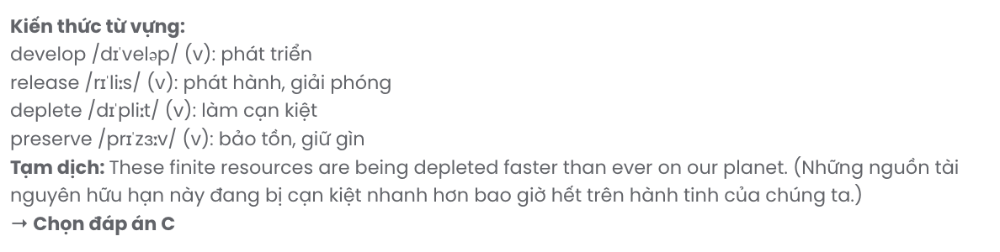 Kiến thức từ vựng:
develop /dɪˈveləp/ (v): phát triển
release /rɪˈliːs/ (v): phát hành, giải phóng
deplete /dɪˈpliːt/ (v): làm cạn kiệt
preserve /prɪˈzɜːv/ (v): bảo tồn, giữ gìn
Tạm dịch: These finite resources are being depleted faster than ever on our planet. (Những nguồn tài
nguyên hữu hạn này đang bị cạn kiệt nhanh hơn bao giờ hết trên hành tinh của chúng ta.)
→ Chọn đáp án C